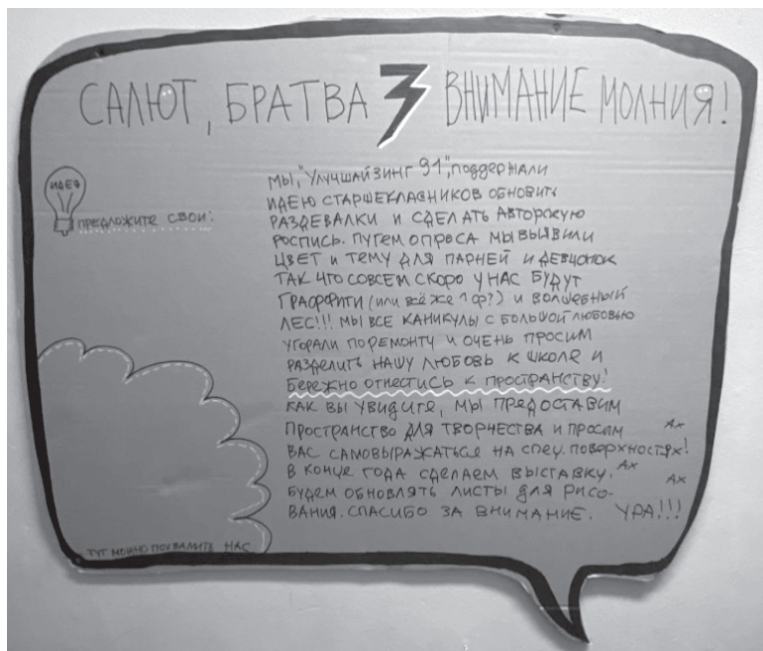 САЛЮТ, БРАТВА ВНИМАНИЕ МОЛНИЯ!
ИДЕЯ
ПРЕДЛОЖИТЕ СВОИ:
МЫ, "УЛУЧШАЙЗИНГ 91", ПОДДЕРЖАЛИ
ИДЕЮ СТАРШЕКЛАСНИКОВ ОБНОВИТЬ
РАЗДЕВАЛКИ И СДЕЛАТЬ АВТОРСКУЮ
РОСПИСЬ. ПУТЕМ ОПРОСА МЫ ВЫЯВИЛИ
ЦВЕТ И ТЕМУ ДЛЯ ПАРНЕЙ И ДЕВЧОНОК
ТАК ЧТО СОВСЕМ СКОРО У НАС БУДУТ
ГРАФФИТИ (ИЛИ ВСЁ ЖЕ 1 Ф?) И ВОЛШЕБНЫЙ
ЛЕС!!! МЫ ВСЕ КАНИКУЛЫ С БОЛЬШОЙ ЛЮБОВЬЮ
УГОРАЛИ ПО РЕМОНТУ И ОЧЕНЬ ПРОСИМ
РАЗДЕЛИТЬ НАШУ ЛЮБОВЬ К ШКОЛЕ И
БЕРЕЖНО ОТНЕСТИСЬ К ПРОСТРАНСТВУ!
КАК ВЫ УВИДИТЕ, МЫ ПРЕДОСТАВИМ
ПРОСТРАНСТВО ДЛЯ ТВОРЧЕСТВА И ПРОСИМ АХ
ВАС САМОВЫРАЖАТЬСЯ НА СПЕЦ. ПОВЕРХНОСТЯХ!
В КОНЦЕ ГОДА СДЕЛАЕМ ВЫСТАВКУ. АХ АХ
БУДЕМ ОБНОВЛЯТЬ ЛИСТЫ ДЛЯ РИСО-
ВАНИЯ. СПАСИБО ЗА ВНИМАНИЕ. УРА!!!
ТУТ МОЖНО ПОХВАЛИТЬ НАС